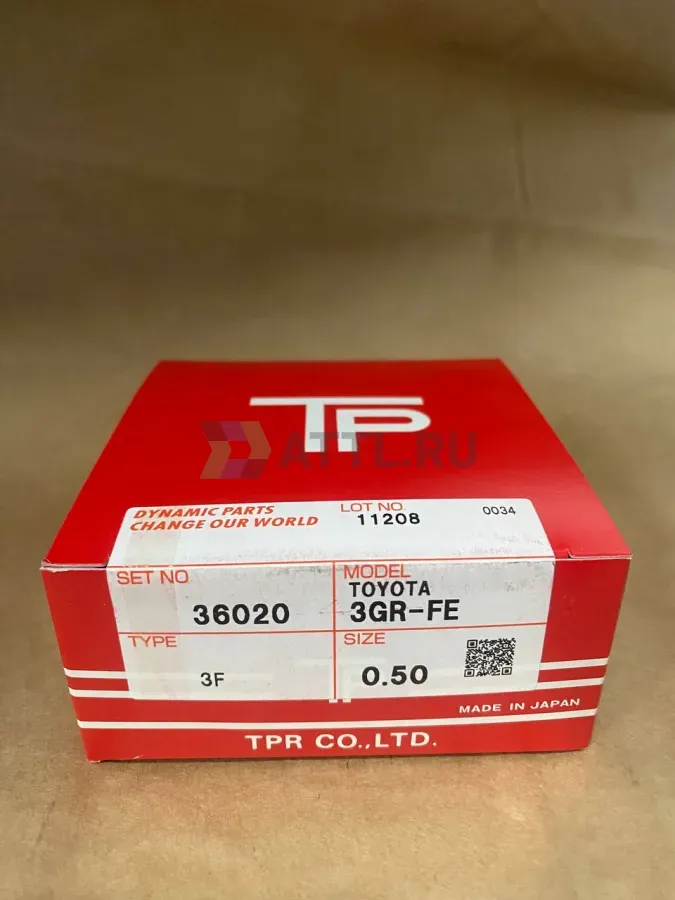 TP
ATTL.RU
DYNAMIC PARTS
CHANGE OUR WORLD
LOT NO.
11208
0034
SET NO
36020
MODEL
TOYOTA
3GR-FE
TYPE
3F
SIZE
0.50
MADE IN JAPAN
TPR CO.,LTD.